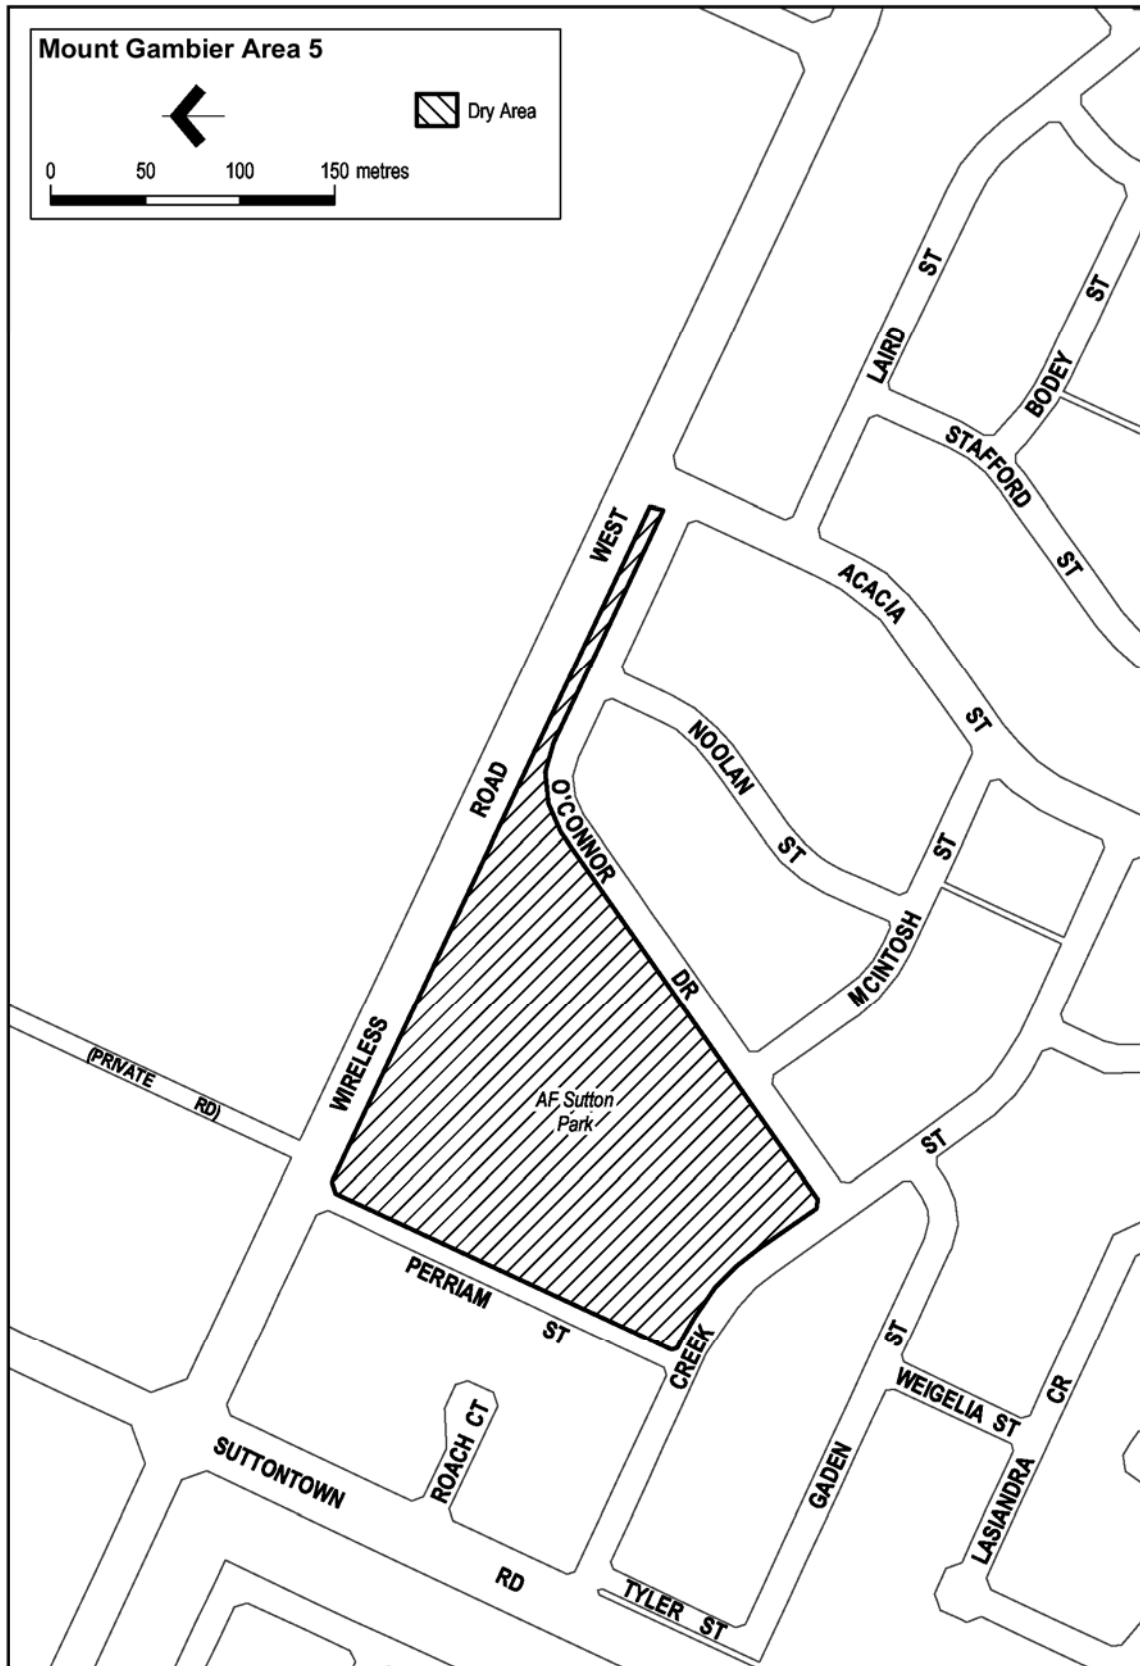 Mount Gambier Area 5
Dry Area
0 50 100 150 metres
LAIRD ST
BODEY ST
STAFFORD ST
WIRELESS ROAD WEST
ACACIA ST
NOOLAN ST
O'CONNOR DR
MCINTOSH ST
(PRIVATE RD)
AF Sutton
Park
CREEK ST
PERRIAM ST
GADEN ST
WEIGELIA ST
LASIANDRA CR
ROACH CT
SUTTONTOWN RD
TYLER ST